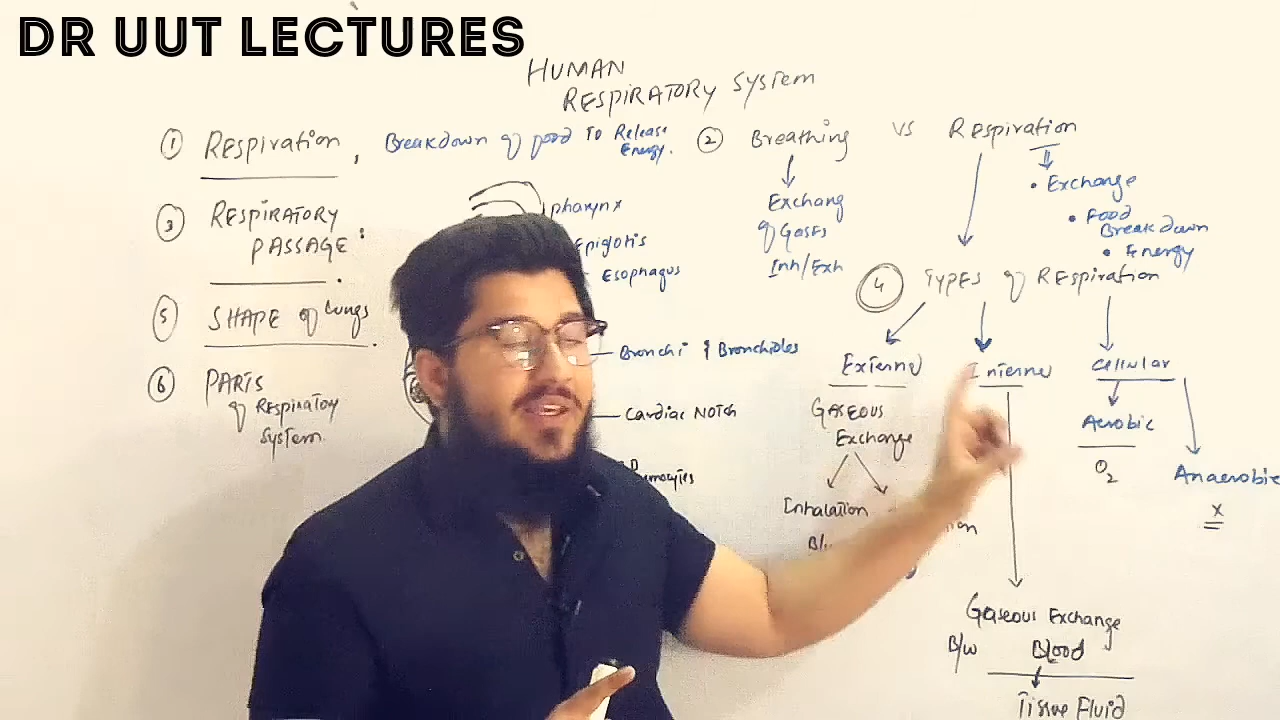 DR UUT LECTURES
HUMAN
RESPIRATORY System
① Respiration, Breakdown of food To Release
Energy.
② Breathing vs Respiration
Exchang
of Gases
Inh/Exh
• Exchange
• Food
Breakdown
• Energy
③ RESPIRATORY
PASSAGE:
pharynx
Epiglotis
Esophagus
Bronchi & Bronchioles
Cardiac Notch
④ TYPES of RESPIRATION
External
Gaseous
Exchange
Inhalation
Internal
Gaseous Exchange
B/w Blood
Tissue Fluid
Cellular
Aerobic
O2
Anaerobic
x
⑤ SHAPE of Lungs
⑥ PARTS
of Respiratory
System